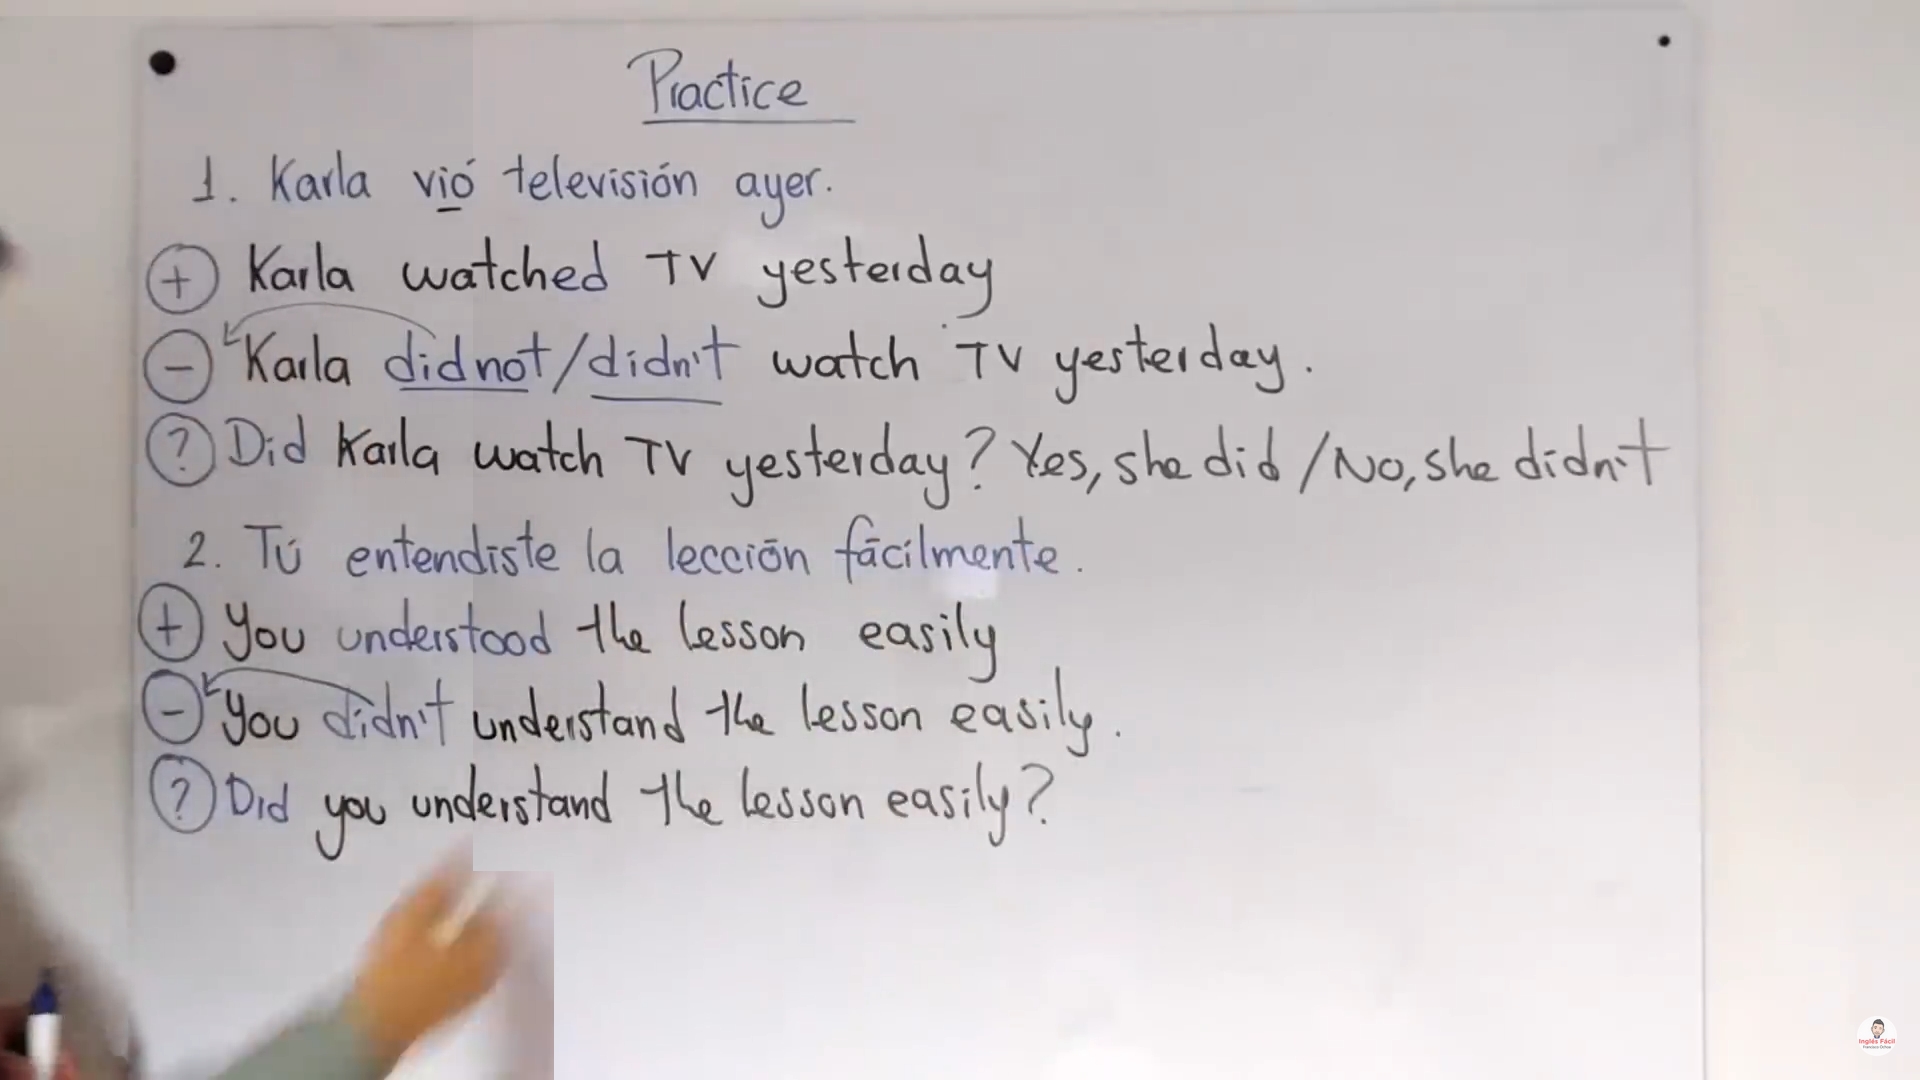 Practice
1. Karla vió televisión ayer.
+ Karla watched TV yesterday
- Karla did not/didn't watch TV yesterday.
? Did Karla watch TV yesterday? Yes, she did / No, she didn't
2. Tú entendiste la lección fácilmente.
+ You understood the lesson easily
- You didn't understand the lesson easily.
? Did you understand the lesson easily?
Inglés Fácil